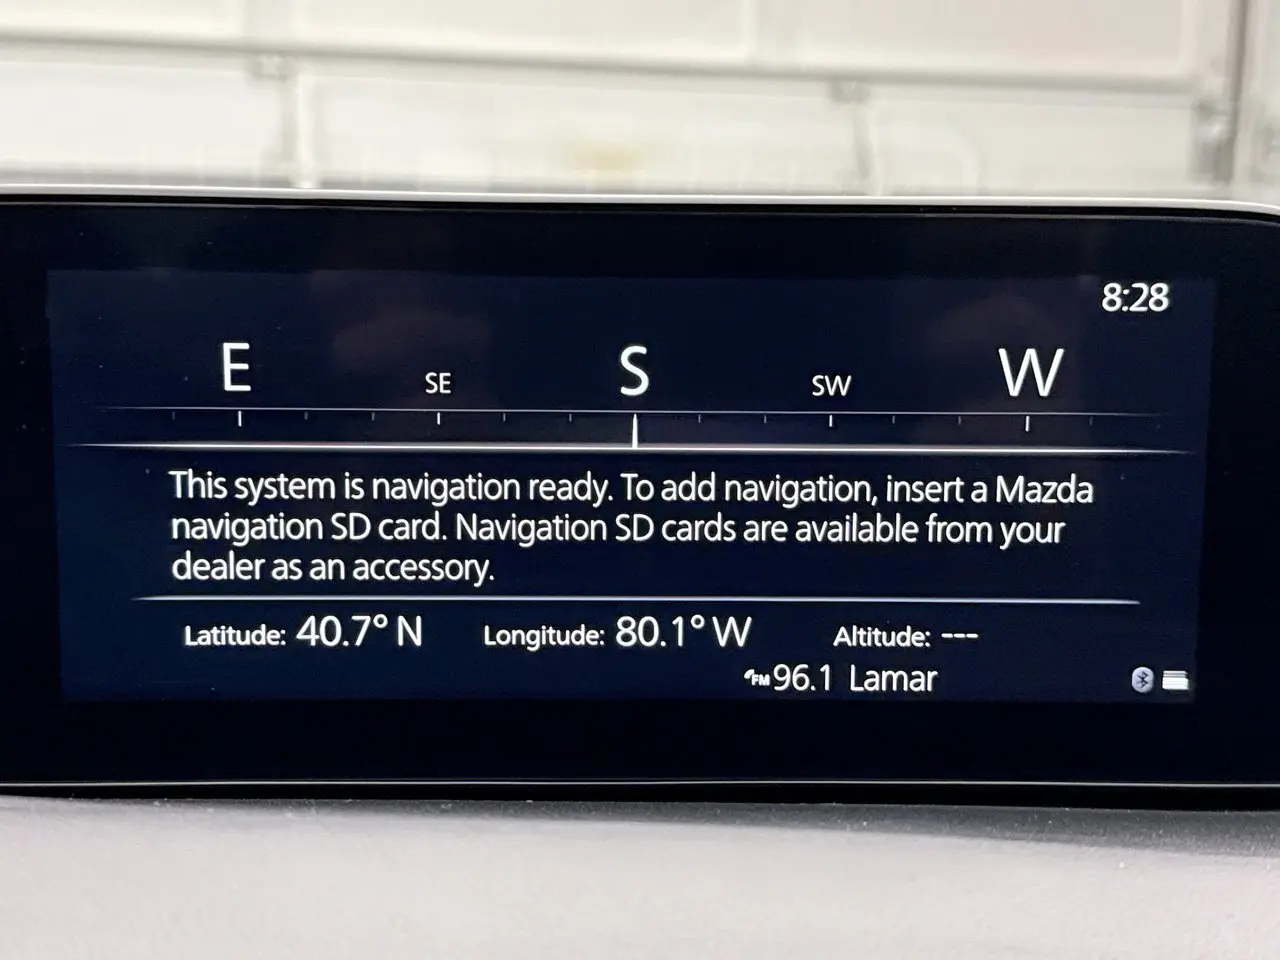 8:28
E SE S SW W
This system is navigation ready. To add navigation, insert a Mazda
navigation SD card. Navigation SD cards are available from your
dealer as an accessory.
Latitude: 40.7° N Longitude: 80.1° W Altitude: ---
FM 96.1 Lamar